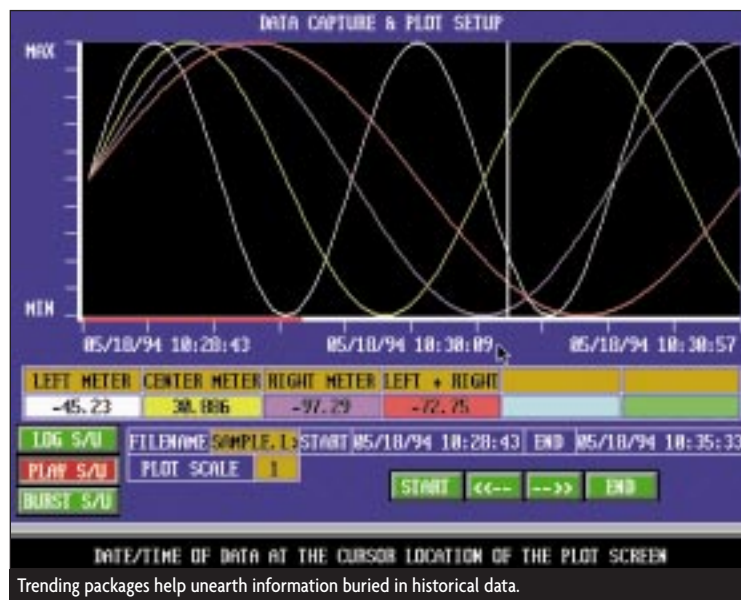 DATA CAPTURE & PLOT SETUP
MAX
MIN
05/18/94 10:28:43 05/18/94 10:30:09 05/18/94 10:30:57
LEFT METER CENTER METER RIGHT METER LEFT + RIGHT
-45.23 30.886 -97.29 -72.75
LOG S/U FILENAME SAMPLE.1 START 05/18/94 10:28:43 END 05/18/94 10:35:33
PLAY S/U PLOT SCALE 1
START <<-- -->> END
BURST S/U
DATE/TIME OF DATA AT THE CURSOR LOCATION OF THE PLOT SCREEN
Trending packages help unearth information buried in historical data.